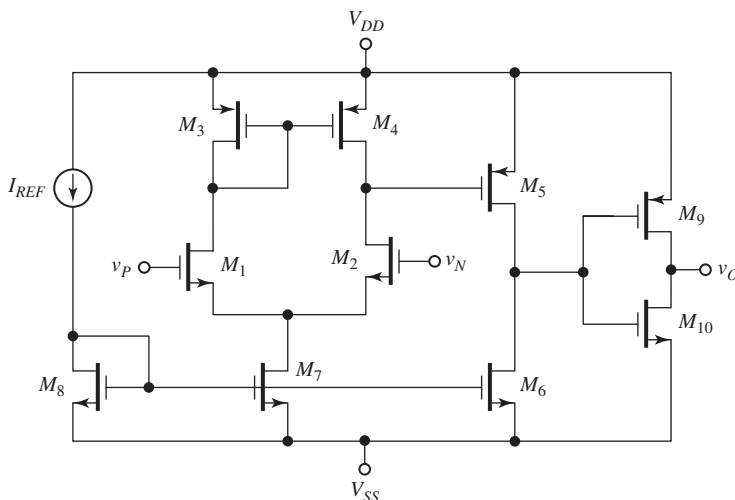 V_DD
M_3
M_4
M_5
I_REF
M_9
v_P
M_1
M_2
v_N
v_O
M_10
M_8
M_7
M_6
V_SS